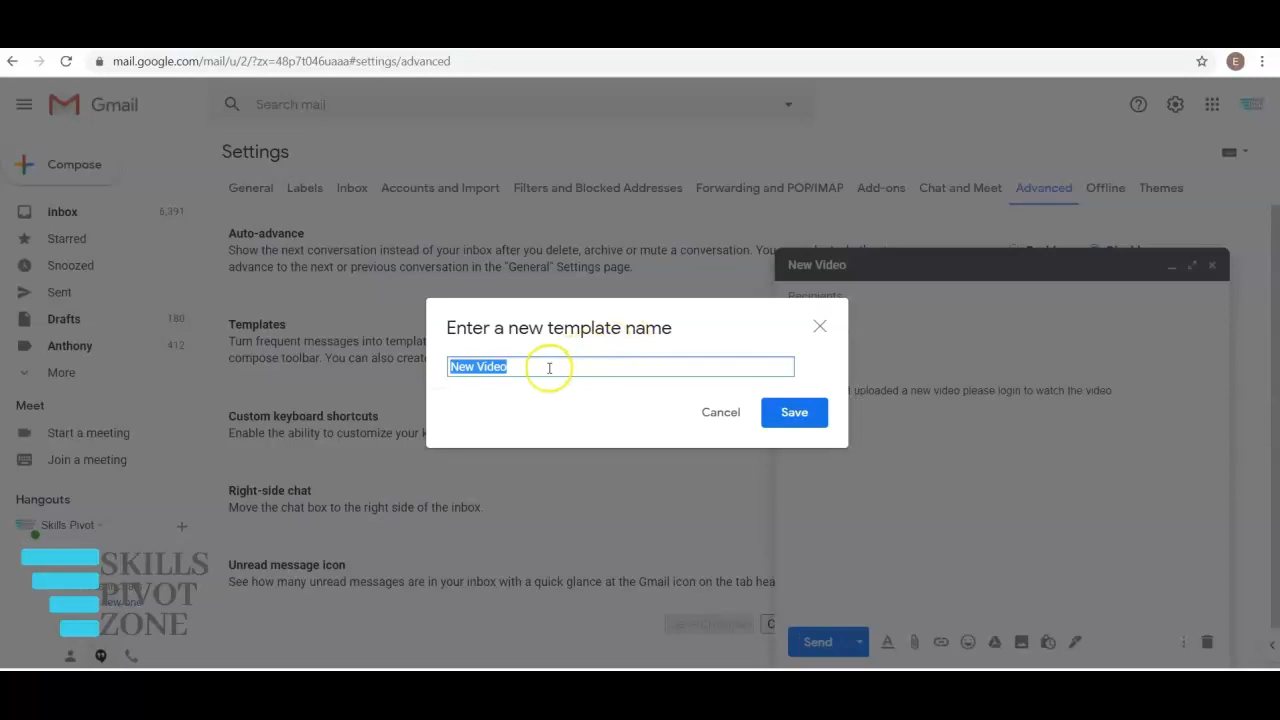 mail.google.com/mail/u/2/?zx=48p7t046uaaa#settings/advanced
E
Gmail
Search mail
Compose
Inbox 6,391
Starred
Snoozed
Sent
Drafts 180
Anthony 412
More
Meet
Start a meeting
Join a meeting
Hangouts
Skills Pivot
SKILLS
PIVOT
ZONE
Settings
General Labels Inbox Accounts and Import Filters and Blocked Addresses Forwarding and POP/IMAP Add-ons Chat and Meet Advanced Offline Themes
Auto-advance
Show the next conversation instead of your inbox after you delete, archive or mute a conversation. You
advance to the next or previous conversation in the "General" Settings page.
Templates
Turn frequent messages into templat
compose toolbar. You can also create
Custom keyboard shortcuts
Enable the ability to customize your k
Right-side chat
Move the chat box to the right side of the inbox.
Unread message icon
See how many unread messages are in your inbox with a quick glance at the Gmail icon on the tab hea
Enter a new template name
New Video
Cancel
Save
New Video
Recipients
I uploaded a new video please login to watch the video
Send